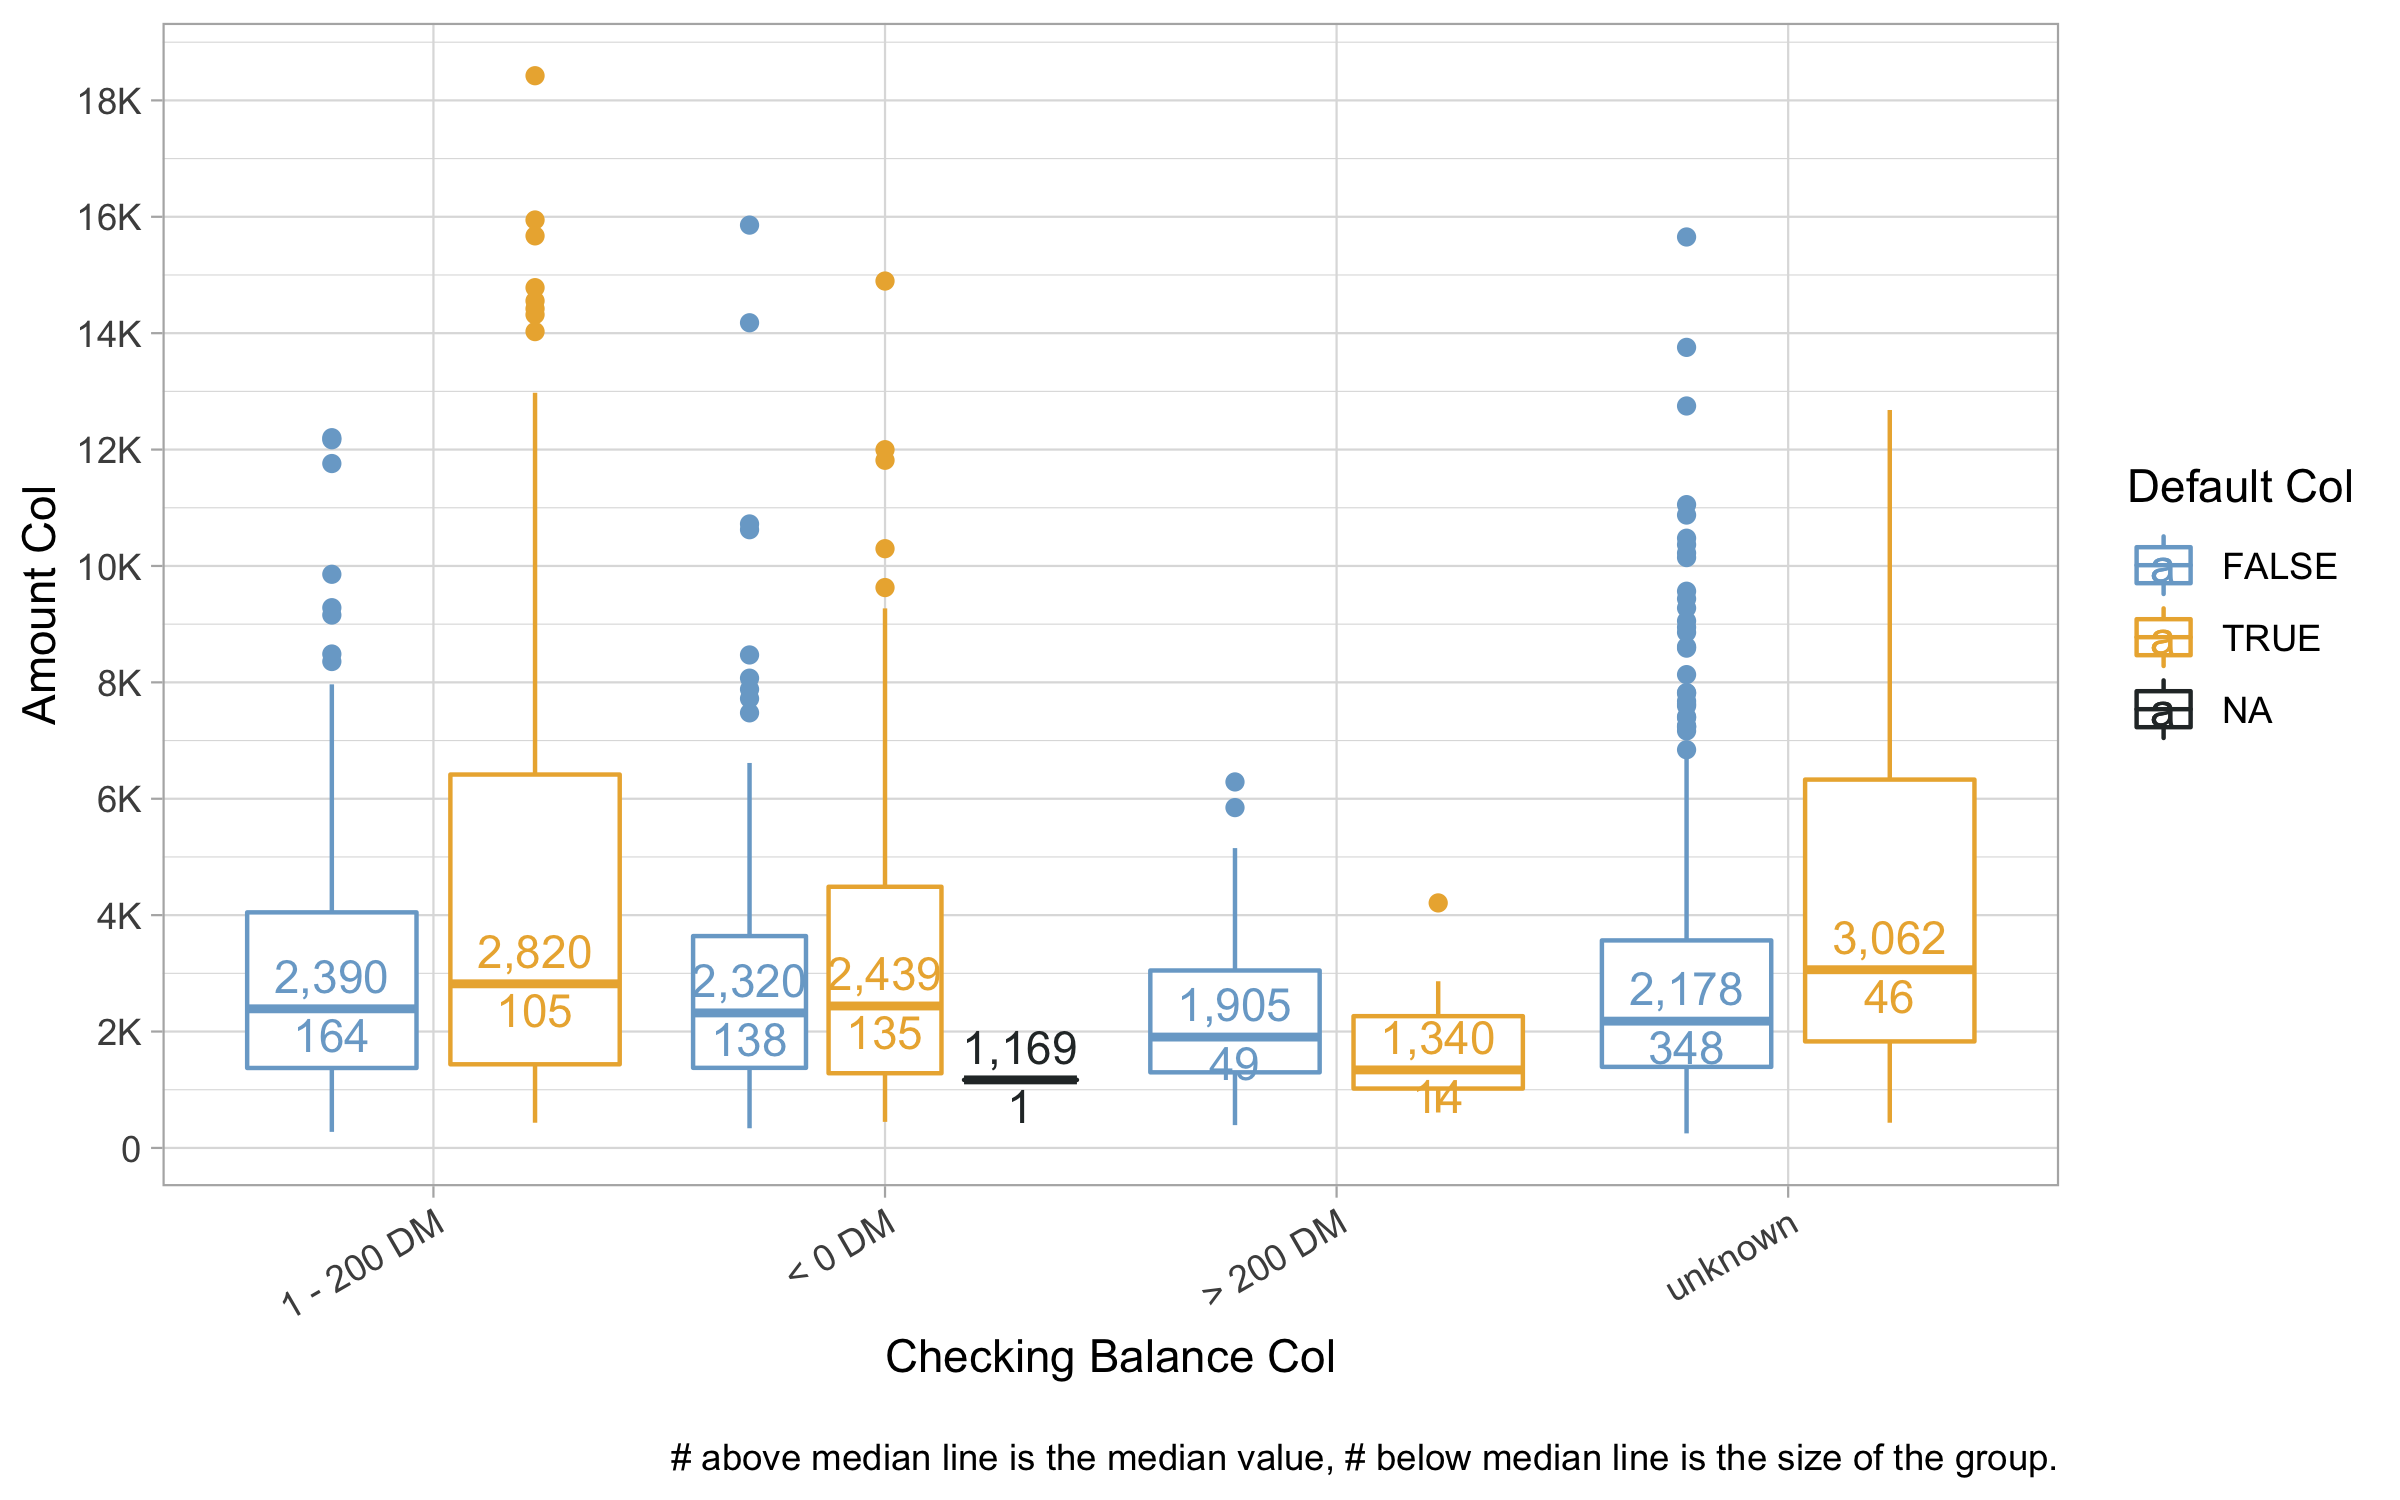 18K
16K
14K
12K
10K
8K
6K
4K
2K
0
Amount Col
2,390
164
2,820
105
2,320
138
2,439
135
1,169
1
1,905
49
1,340
14
2,178
348
3,062
46
1 - 200 DM
< 0 DM
> 200 DM
unknown
Checking Balance Col
Default Col
a FALSE
a TRUE
a NA
# above median line is the median value, # below median line is the size of the group.